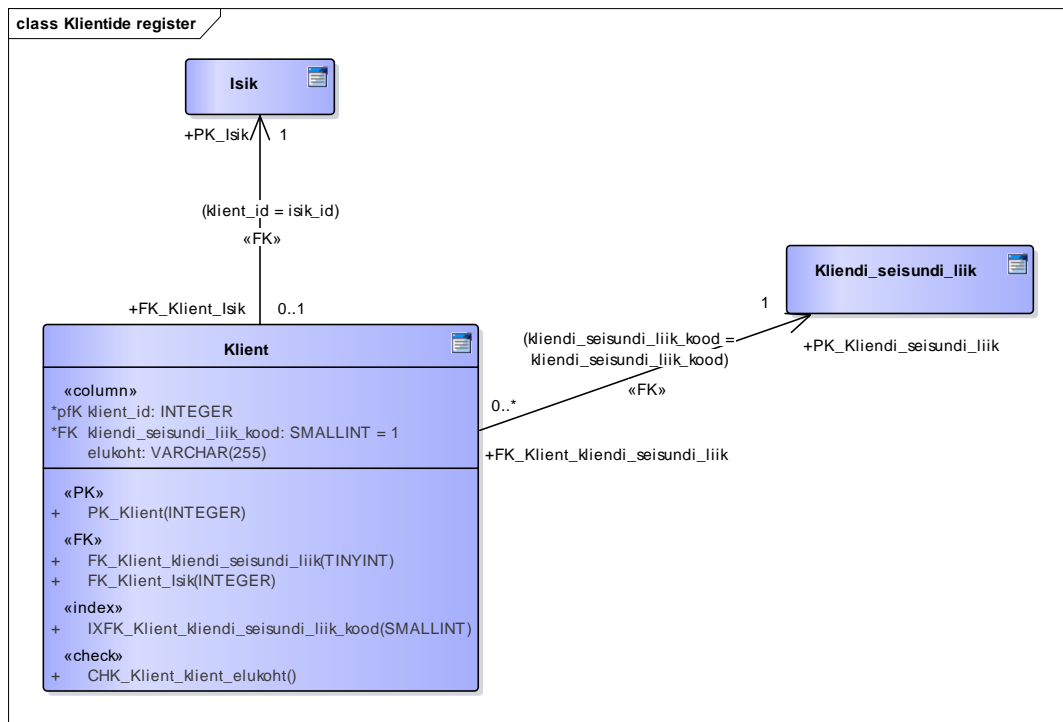 class Klientide register
Isik
+PK_Isik 1
(klient_id = isik_id)
«FK»
+FK_Klient_Isik 0..1
Kliendi_seisundi_liik
1
+PK_Kliendi_seisundi_liik
(kliendi_seisundi_liik_kood =
kliendi_seisundi_liik_kood)
«FK»
0..*
+FK_Klient_kliendi_seisundi_liik
Klient
«column»
*pfK klient_id: INTEGER
*FK kliendi_seisundi_liik_kood: SMALLINT = 1
elukoht: VARCHAR(255)
«PK»
+ PK_Klient(INTEGER)
«FK»
+ FK_Klient_kliendi_seisundi_liik(TINYINT)
+ FK_Klient_Isik(INTEGER)
«index»
+ IXFK_Klient_kliendi_seisundi_liik_kood(SMALLINT)
«check»
+ CHK_Klient_klient_elukoht()